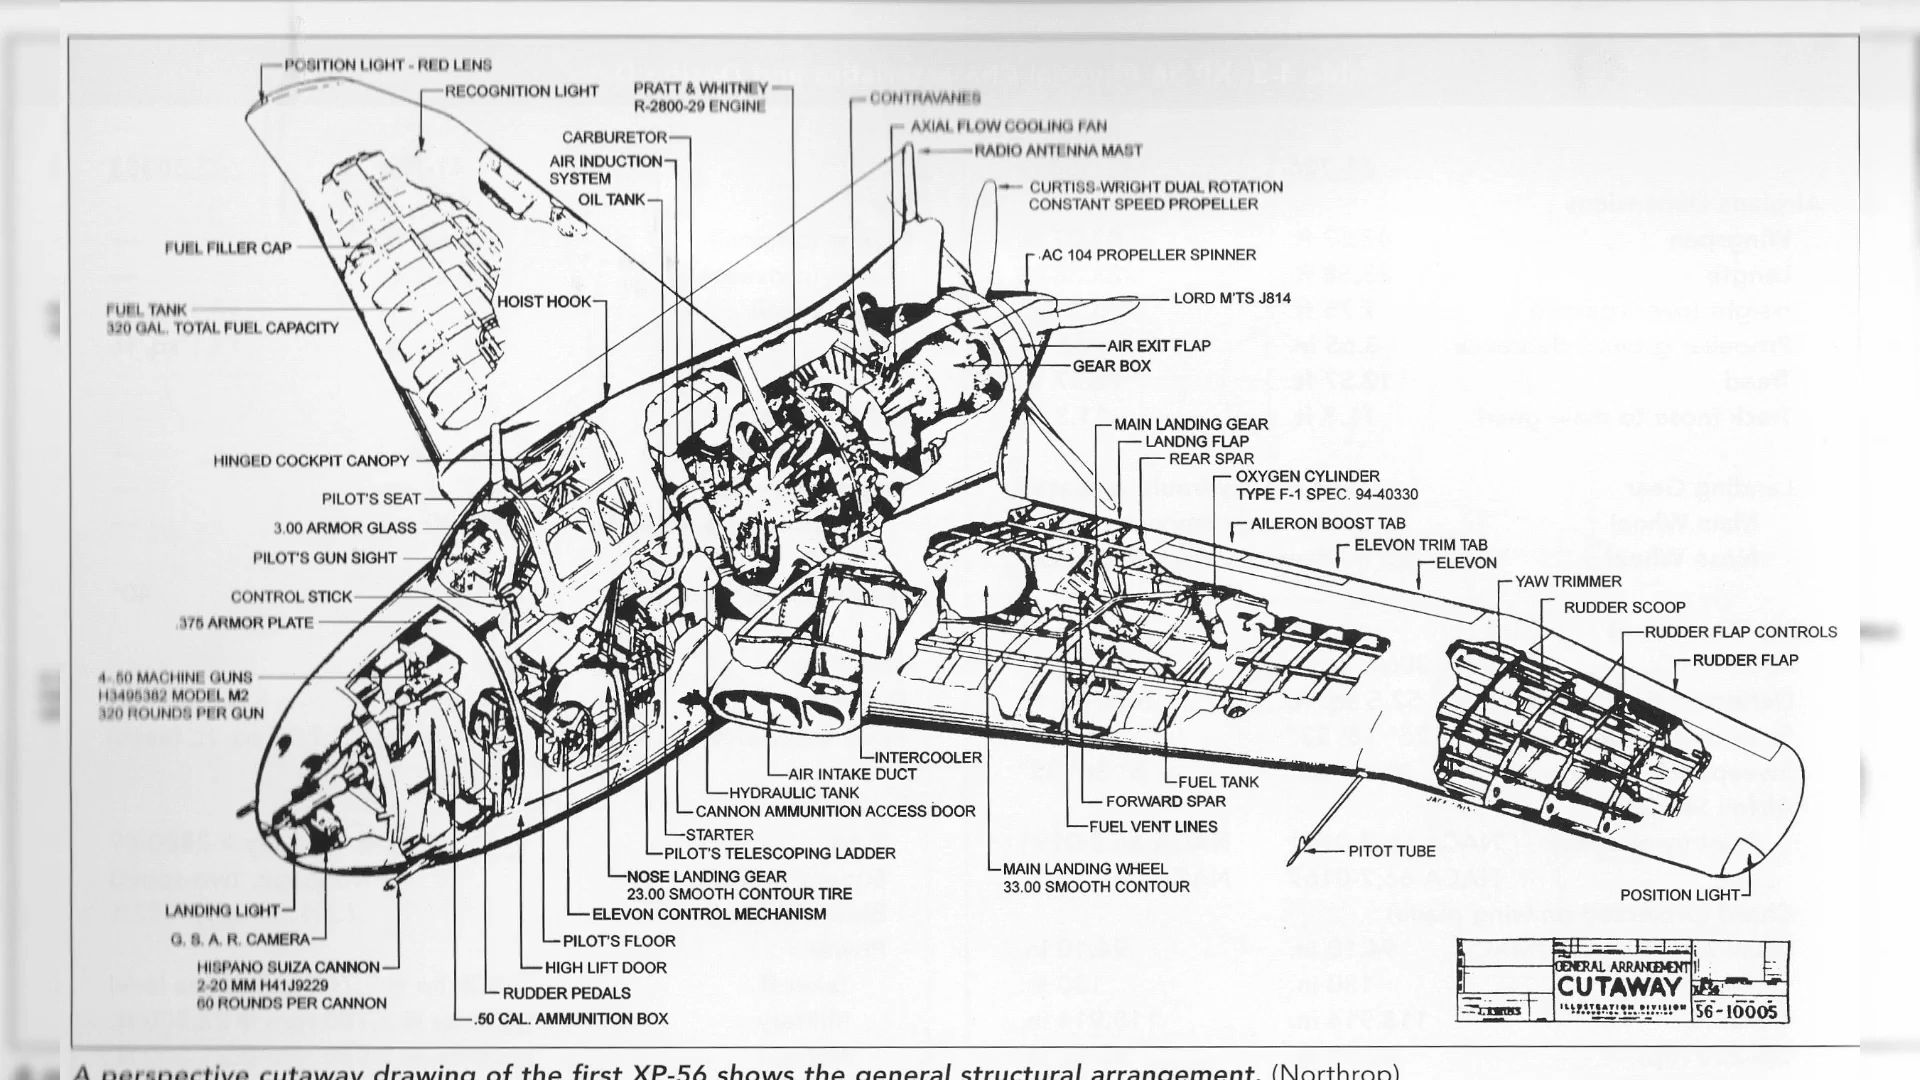 POSITION LIGHT - RED LENS
RECOGNITION LIGHT
PRATT & WHITNEY
R-2800-29 ENGINE
CONTRAVANES
CARBURETOR
AXIAL FLOW COOLING FAN
AIR INDUCTION
SYSTEM
RADIO ANTENNA MAST
OIL TANK
CURTISS-WRIGHT DUAL ROTATION
CONSTANT SPEED PROPELLER
FUEL FILLER CAP
AC 104 PROPELLER SPINNER
HOIST HOOK
LORD M'TS J814
FUEL TANK
320 GAL. TOTAL FUEL CAPACITY
AIR EXIT FLAP
GEAR BOX
MAIN LANDING GEAR
LANDNG FLAP
REAR SPAR
HINGED COCKPIT CANOPY
OXYGEN CYLINDER
TYPE F-1 SPEC. 94-40330
PILOT'S SEAT
3.00 ARMOR GLASS
AILERON BOOST TAB
PILOT'S GUN SIGHT
ELEVON TRIM TAB
ELEVON
YAW TRIMMER
CONTROL STICK
RUDDER SCOOP
.375 ARMOR PLATE
RUDDER FLAP CONTROLS
RUDDER FLAP
4-.50 MACHINE GUNS
H3495382 MODEL M2
320 ROUNDS PER GUN
INTERCOOLER
AIR INTAKE DUCT
FUEL TANK
HYDRAULIC TANK
FORWARD SPAR
CANNON AMMUNITION ACCESS DOOR
FUEL VENT LINES
STARTER
PILOT'S TELESCOPING LADDER
PITOT TUBE
MAIN LANDING WHEEL
33.00 SMOOTH CONTOUR
NOSE LANDING GEAR
23.00 SMOOTH CONTOUR TIRE
POSITION LIGHT
LANDING LIGHT
ELEVON CONTROL MECHANISM
G. S. A. R. CAMERA
PILOT'S FLOOR
HISPANO SUIZA CANNON
2-20 MM H41J9229
60 ROUNDS PER CANNON
HIGH LIFT DOOR
RUDDER PEDALS
.50 CAL. AMMUNITION BOX
GENERAL ARRANGEMENT
CUTAWAY
ILLUSTRATION DIVISION
56-10005
A perspective cutaway drawing of the first XP-56 shows the general structural arrangement. (Northrop)